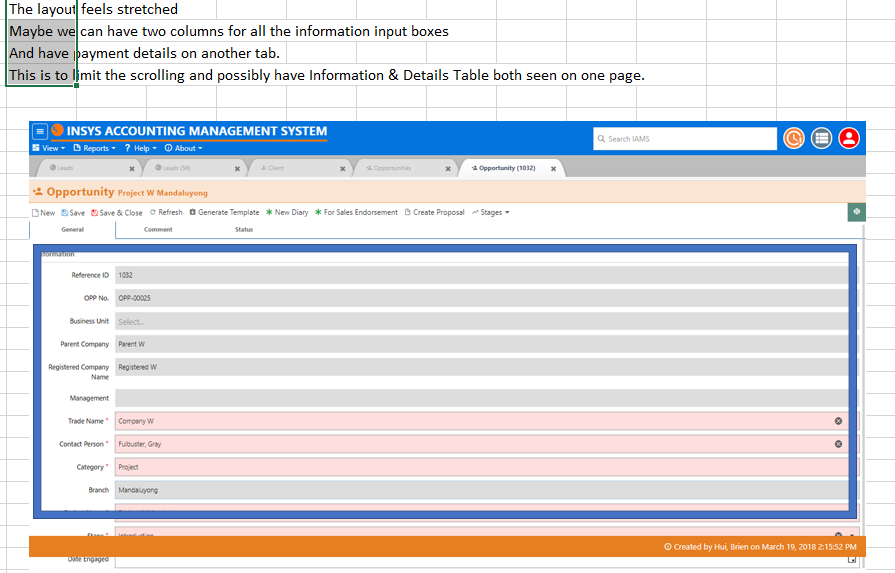 The layout feels stretched
Maybe we can have two columns for all the information input boxes
And have payment details on another tab.
This is to limit the scrolling and possibly have Information & Details Table both seen on one page.
INSYS ACCOUNTING MANAGEMENT SYSTEM
Search IAMS
View Reports ? Help About
Leads Leads (50) Client Opportunities Opportunity (1032)
Opportunity Project W Mandaluyong
New Save Save & Close Refresh Generate Template New Diary For Sales Endorsement Create Proposal Stages
General Comment Status
formation
Reference ID 1032
OPP No. OPP-00025
Business Unit Select...
Parent Company Parent W
Registered Company Name Registered W
Management
Trade Name * Company W
Contact Person * Fulbuster, Gray
Category * Project
Branch Mandaluyong
Stage * Introduction
Created by Hui, Brien on March 19, 2018 2:15:52 PM
Date Engaged